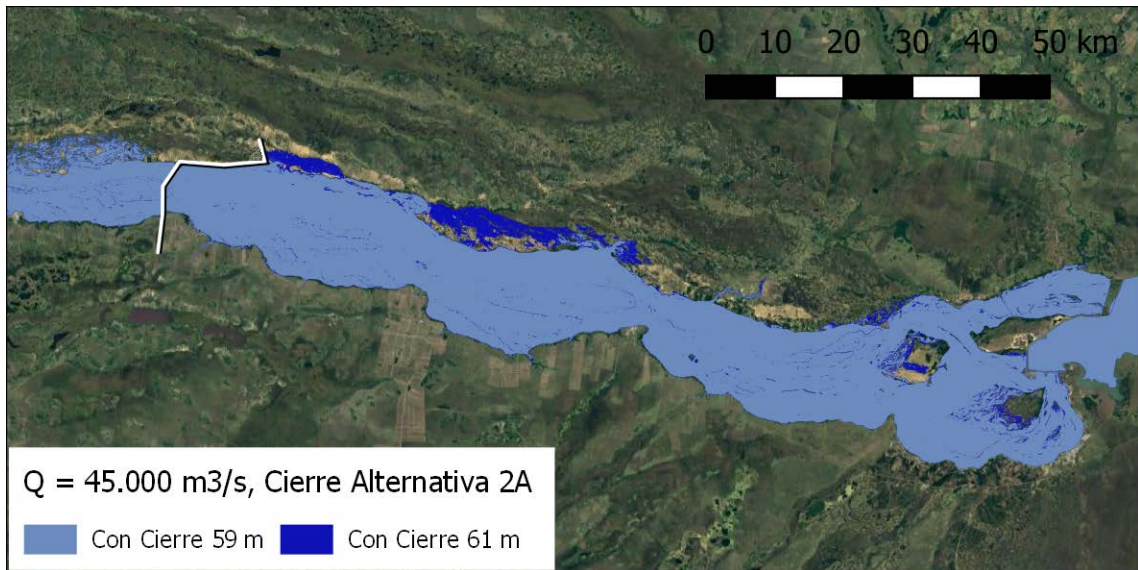 0 10 20 30 40 50 km
Q = 45.000 m3/s, Cierre Alternativa 2A
Con Cierre 59 m Con Cierre 61 m